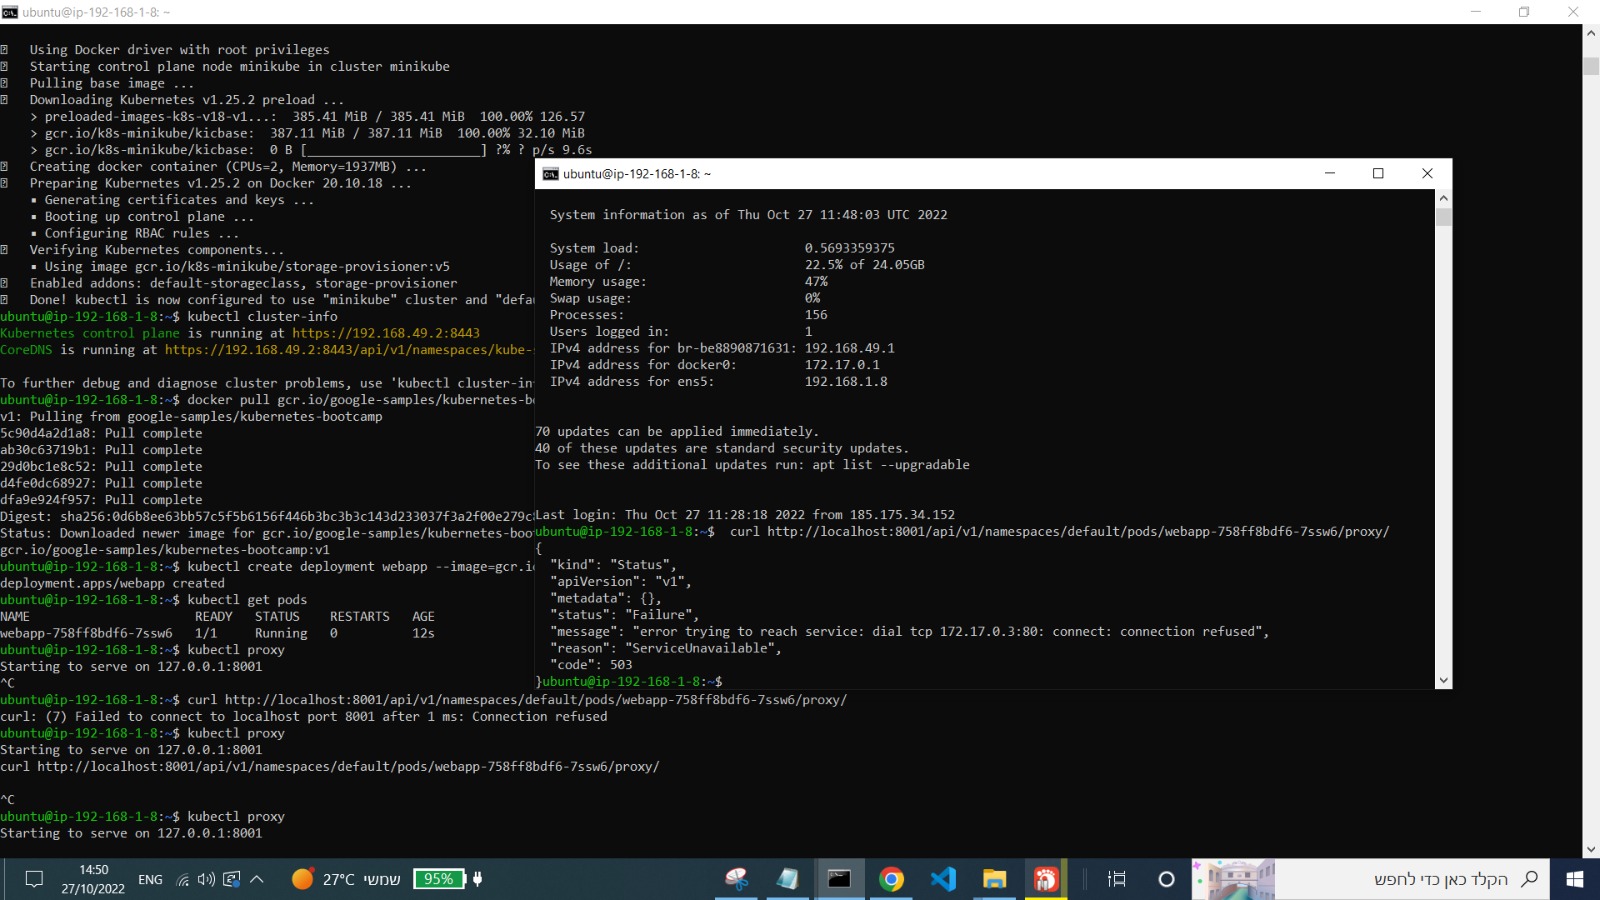 ubuntu@ip-192-168-1-8: ~
Using Docker driver with root privileges
Starting control plane node minikube in cluster minikube
Pulling base image ...
Downloading Kubernetes v1.25.2 preload ...
> preloaded-images-k8s-v18-v1...:  385.41 MiB / 385.41 MiB  100.00% 126.57
> gcr.io/k8s-minikube/kicbase:  387.11 MiB / 387.11 MiB  100.00% 32.10 MiB
> gcr.io/k8s-minikube/kicbase:  0 B [_______________________] ?% ? p/s 9.6s
Creating docker container (CPUs=2, Memory=1937MB) ...
Preparing Kubernetes v1.25.2 on Docker 20.10.18 ...
▪ Generating certificates and keys ...
▪ Booting up control plane ...
▪ Configuring RBAC rules ...
Verifying Kubernetes components...
▪ Using image gcr.io/k8s-minikube/storage-provisioner:v5
Enabled addons: default-storageclass, storage-provisioner
Done! kubectl is now configured to use "minikube" cluster and "defau
ubuntu@ip-192-168-1-8:~$ kubectl cluster-info
Kubernetes control plane is running at https://192.168.49.2:8443
CoreDNS is running at https://192.168.49.2:8443/api/v1/namespaces/kube-s
To further debug and diagnose cluster problems, use 'kubectl cluster-in
ubuntu@ip-192-168-1-8:~$ docker pull gcr.io/google-samples/kubernetes-bo
v1: Pulling from google-samples/kubernetes-bootcamp
5c90d4a2d1a8: Pull complete
ab30c63719b1: Pull complete
29d0bc1e8c52: Pull complete
d4fe0dc68927: Pull complete
dfa9e924f957: Pull complete
Digest: sha256:0d6b8ee63bb57c5f5b6156f446b3bc3b3c143d233037f3a2f00e279c
Status: Downloaded newer image for gcr.io/google-samples/kubernetes-boo
gcr.io/google-samples/kubernetes-bootcamp:v1
ubuntu@ip-192-168-1-8:~$ kubectl create deployment webapp --image=gcr.i
deployment.apps/webapp created
ubuntu@ip-192-168-1-8:~$ kubectl get pods
NAME                      READY   STATUS    RESTARTS   AGE
webapp-758ff8bdf6-7ssw6   1/1     Running   0          12s
ubuntu@ip-192-168-1-8:~$ kubectl proxy
Starting to serve on 127.0.0.1:8001
^C
ubuntu@ip-192-168-1-8:~$ curl http://localhost:8001/api/v1/namespaces/default/pods/webapp-758ff8bdf6-7ssw6/proxy/
curl: (7) Failed to connect to localhost port 8001 after 1 ms: Connection refused
ubuntu@ip-192-168-1-8:~$ kubectl proxy
Starting to serve on 127.0.0.1:8001
curl http://localhost:8001/api/v1/namespaces/default/pods/webapp-758ff8bdf6-7ssw6/proxy/
^C
ubuntu@ip-192-168-1-8:~$ kubectl proxy
Starting to serve on 127.0.0.1:8001
ubuntu@ip-192-168-1-8: ~
System information as of Thu Oct 27 11:48:03 UTC 2022
System load:                      0.5693359375
Usage of /:                       22.5% of 24.05GB
Memory usage:                     47%
Swap usage:                       0%
Processes:                        156
Users logged in:                  1
IPv4 address for br-be8890871631: 192.168.49.1
IPv4 address for docker0:         172.17.0.1
IPv4 address for ens5:            192.168.1.8
70 updates can be applied immediately.
40 of these updates are standard security updates.
To see these additional updates run: apt list --upgradable
Last login: Thu Oct 27 11:28:18 2022 from 185.175.34.152
ubuntu@ip-192-168-1-8:~$  curl http://localhost:8001/api/v1/namespaces/default/pods/webapp-758ff8bdf6-7ssw6/proxy/
{
"kind": "Status",
"apiVersion": "v1",
"metadata": {},
"status": "Failure",
"message": "error trying to reach service: dial tcp 172.17.0.3:80: connect: connection refused",
"reason": "ServiceUnavailable",
"code": 503
}ubuntu@ip-192-168-1-8:~$
14:50
27/10/2022
ENG
27°C שמשי
95%
הקלד כאן כדי לחפש